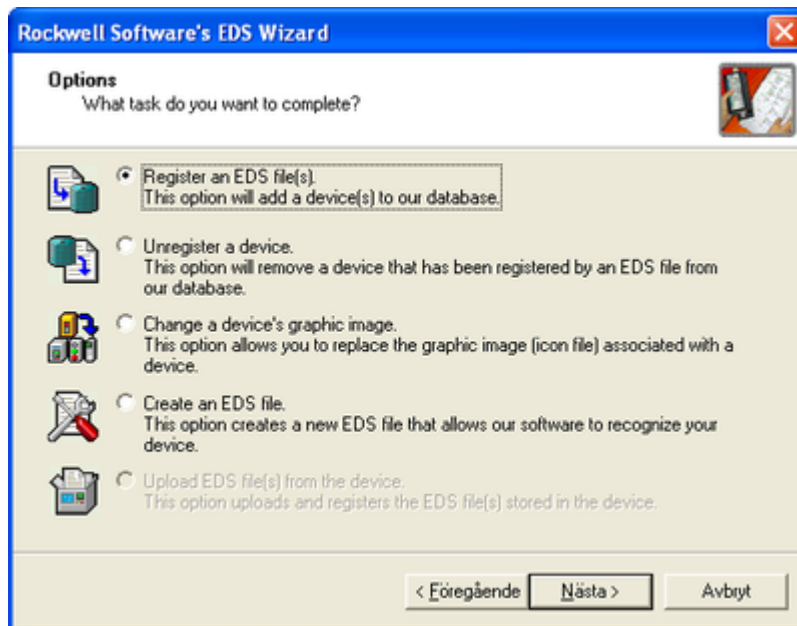 Rockwell Software's EDS Wizard
Options
What task do you want to complete?
Register an EDS file(s).
This option will add a device(s) to our database.
Unregister a device.
This option will remove a device that has been registered by an EDS file from
our database.
Change a device's graphic image.
This option allows you to replace the graphic image (icon file) associated with a
device.
Create an EDS file.
This option creates a new EDS file that allows our software to recognize your
device.
Upload EDS file(s) from the device.
This option uploads and registers the EDS file(s) stored in the device.
< Föregående Nästa > Avbryt